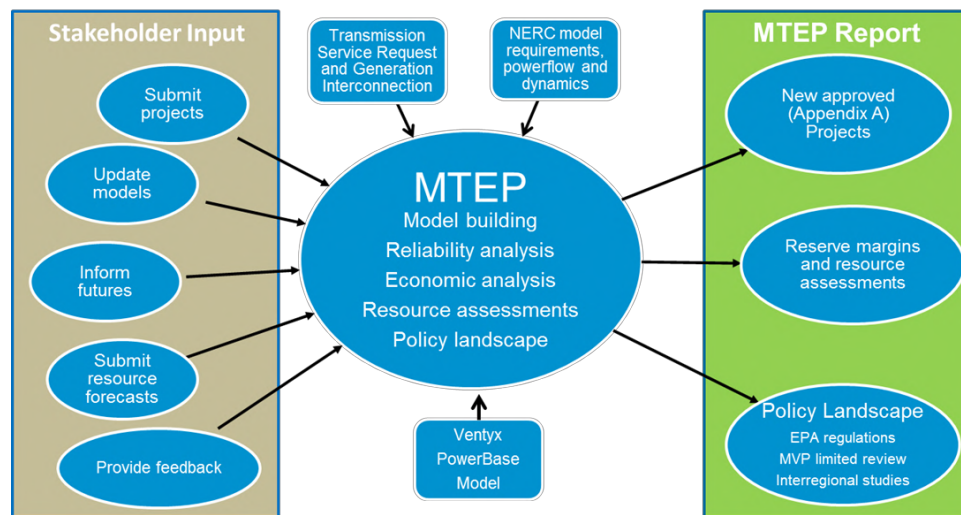 Stakeholder Input
Submit
projects
Update
models
Inform
futures
Submit
resource
forecasts
Provide feedback
Transmission
Service Request
and Generation
Interconnection
NERC model
requirements,
powerflow and
dynamics
MTEP
Model building
Reliability analysis
Economic analysis
Resource assessments
Policy landscape
Ventyx
PowerBase
Model
MTEP Report
New approved
(Appendix A)
Projects
Reserve margins
and resource
assessments
Policy Landscape
EPA regulations
MVP limited review
Interregional studies